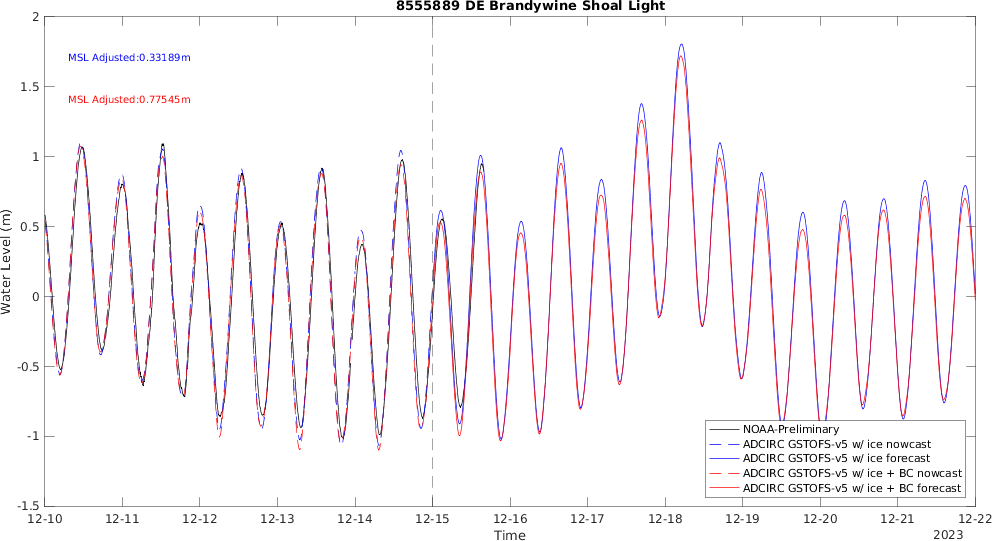 8555889 DE Brandywine Shoal Light
MSL Adjusted:0.33189m
MSL Adjusted:0.77545m
Water Level (m)
2
1.5
1
0.5
0
-0.5
-1
-1.5
NOAA-Preliminary
ADCIRC GSTOFS-v5 w/ ice nowcast
ADCIRC GSTOFS-v5 w/ ice forecast
ADCIRC GSTOFS-v5 w/ ice + BC nowcast
ADCIRC GSTOFS-v5 w/ ice + BC forecast
12-10 12-11 12-12 12-13 12-14 12-15 12-16 12-17 12-18 12-19 12-20 12-21 12-22
Time
2023